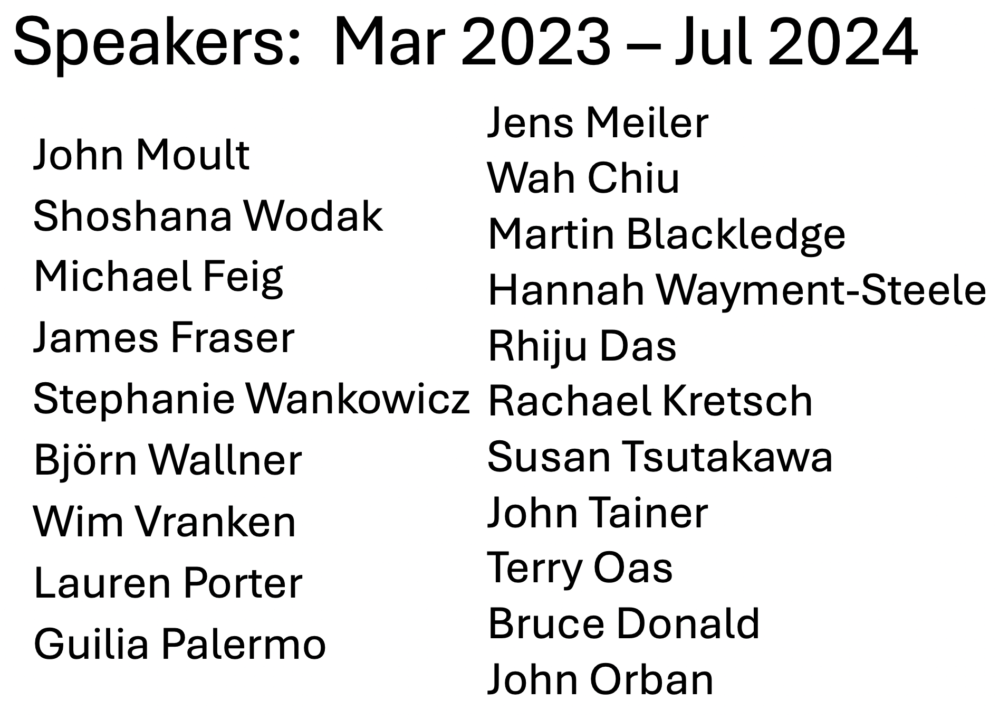 Speakers:  Mar 2023 – Jul 2024
John Moult
Shoshana Wodak
Michael Feig
James Fraser
Stephanie Wankowicz
Björn Wallner
Wim Vranken
Lauren Porter
Guilia Palermo
Jens Meiler
Wah Chiu
Martin Blackledge
Hannah Wayment-Steele
Rhiju Das
Rachael Kretsch
Susan Tsutakawa
John Tainer
Terry Oas
Bruce Donald
John Orban